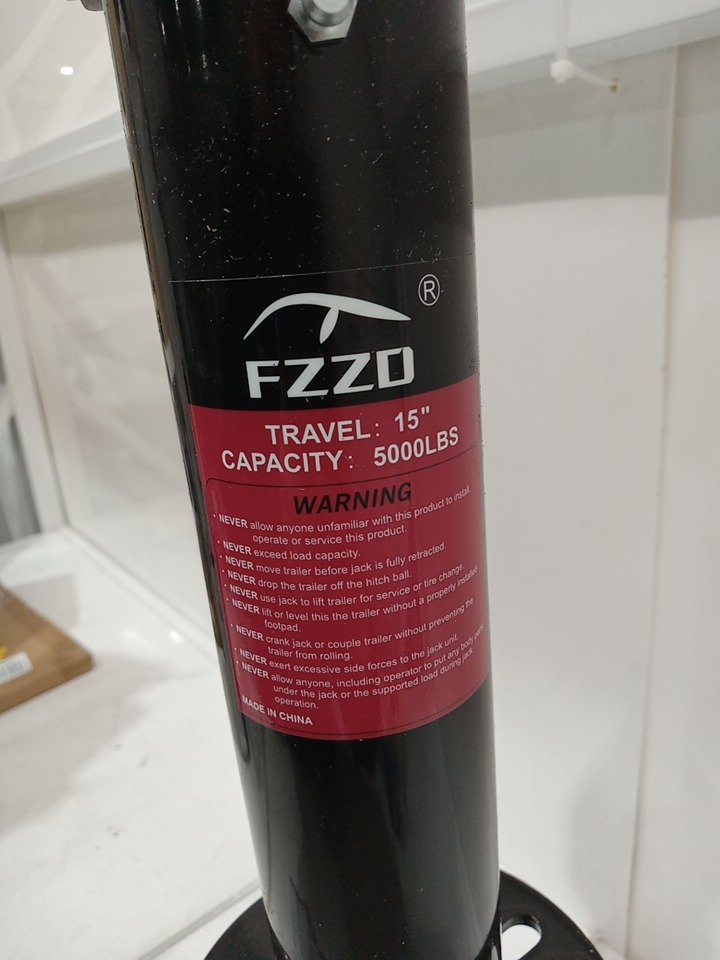 ®
FZZD
TRAVEL: 15"
CAPACITY: 5000LBS
WARNING
· NEVER allow anyone unfamiliar with this product to install,
operate or service this product.
· NEVER exceed load capacity.
· NEVER move trailer before jack is fully retracted.
· NEVER drop the trailer off the hitch ball.
· NEVER use jack to lift trailer for service or tire change.
· NEVER lift or level this the trailer without a properly installed
footpad.
· NEVER crank jack or couple trailer without preventing the
trailer from rolling.
· NEVER exert excessive side forces to the jack unit.
· NEVER allow anyone, including operator to put any body parts
under the jack or the supported load during jack
operation.
MADE IN CHINA